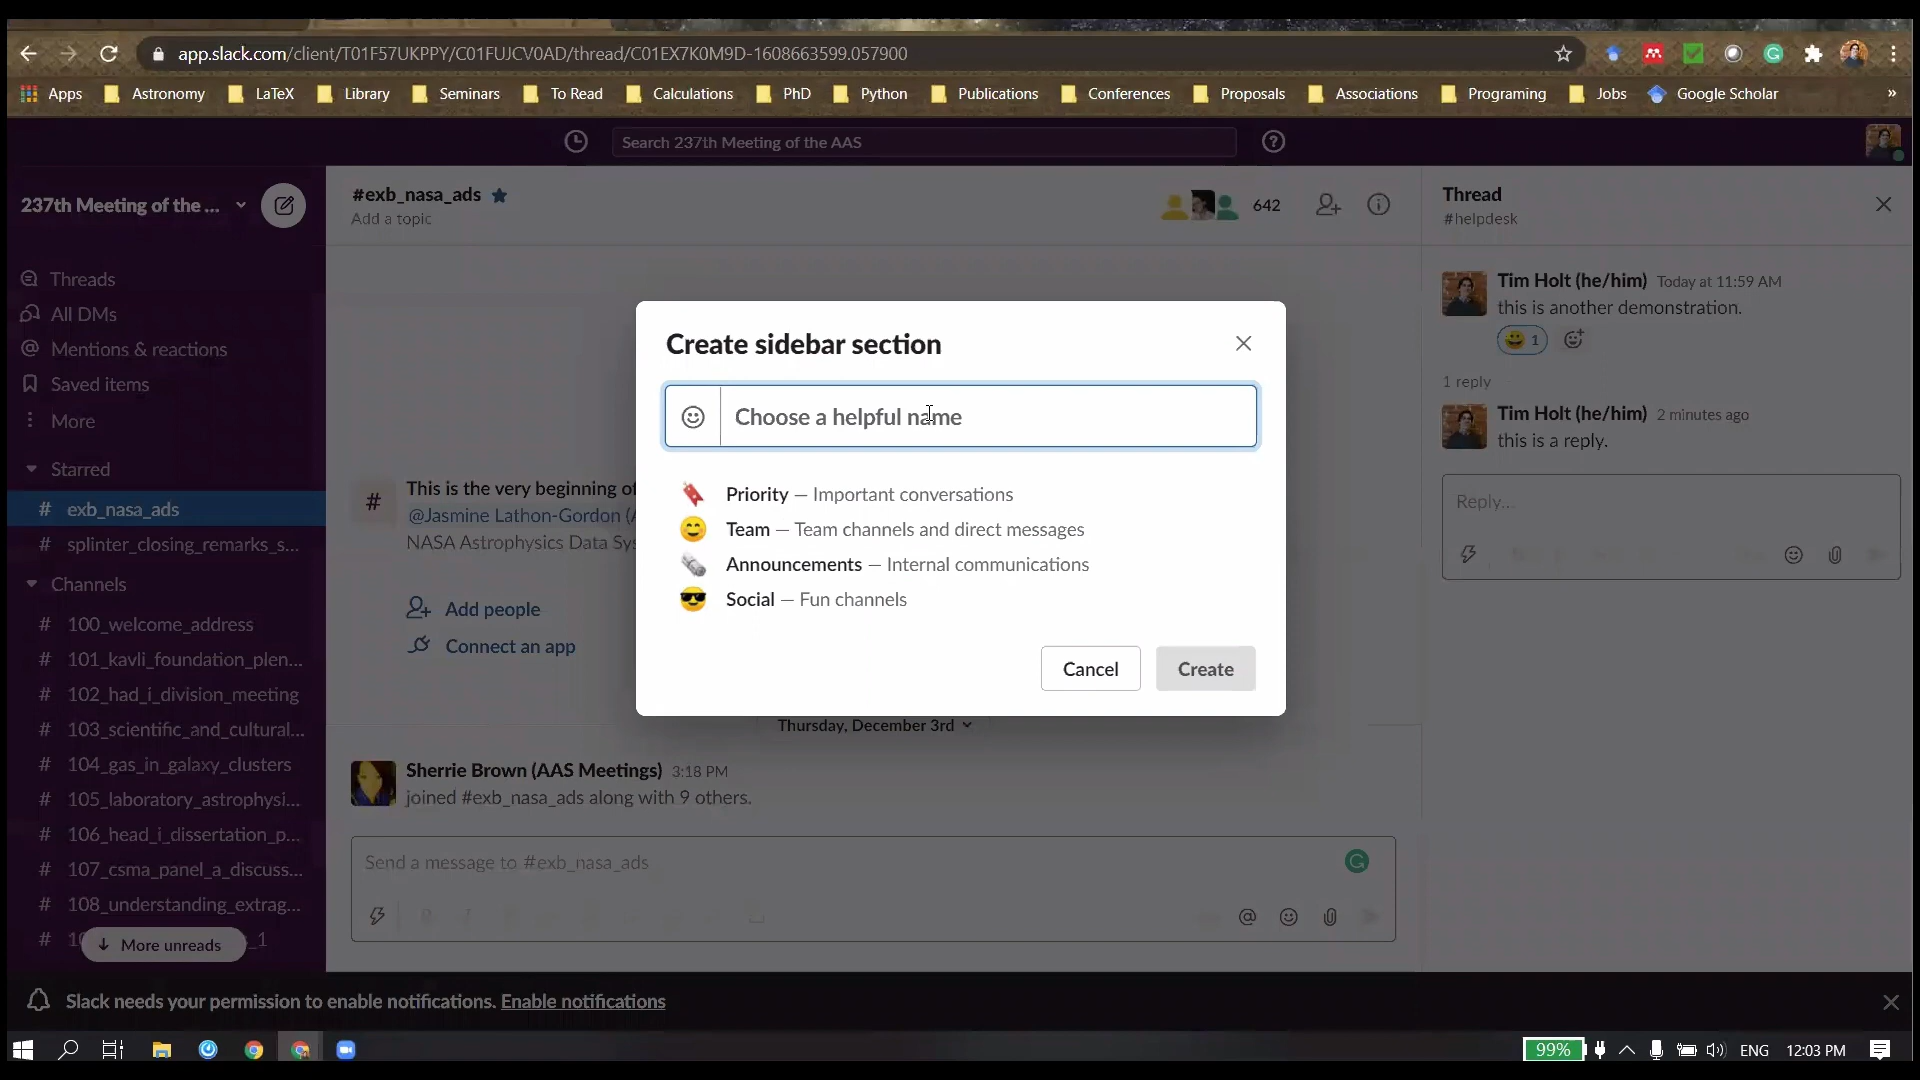 app.slack.com/client/T01F57UKPPY/C01FUJCV0AD/thread/C01EX7K0M9D-1608663599.057900
Apps Astronomy LaTeX Library Seminars To Read Calculations PhD Python Publications Conferences Proposals Associations Programing Jobs Google Scholar »
Search 237th Meeting of the AAS
237th Meeting of the ...
Threads
All DMs
Mentions & reactions
Saved items
More
Starred
# exb_nasa_ads
# splinter_closing_remarks_s...
Channels
# 100_welcome_address
# 101_kavli_foundation_plen...
# 102_had_i_division_meeting
# 103_scientific_and_cultural...
# 104_gas_in_galaxy_clusters
# 105_laboratory_astrophysi...
# 106_head_i_dissertation_p...
# 107_csma_panel_a_discuss...
# 108_understanding_extrag...
More unreads
#exb_nasa_ads
Add a topic
642
This is the very beginning of
@Jasmine Lathon-Gordon (A
NASA Astrophysics Data Sys
Add people
Connect an app
Thursday, December 3rd
Sherrie Brown (AAS Meetings) 3:18 PM
joined #exb_nasa_ads along with 9 others.
Send a message to #exb_nasa_ads
Create sidebar section
Choose a helpful name
Priority — Important conversations
Team — Team channels and direct messages
Announcements — Internal communications
Social — Fun channels
Cancel
Create
Thread
#helpdesk
Tim Holt (he/him) Today at 11:59 AM
this is another demonstration.
1
1 reply
Tim Holt (he/him) 2 minutes ago
this is a reply.
Reply...
Slack needs your permission to enable notifications. Enable notifications
99% ENG 12:03 PM